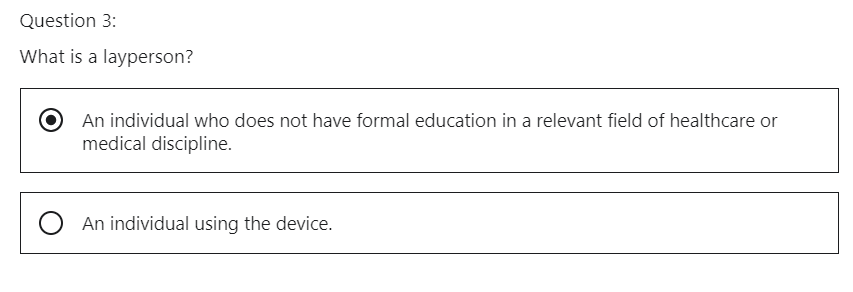 Question 3:
What is a layperson?
An individual who does not have formal education in a relevant field of healthcare or
medical discipline.
An individual using the device.